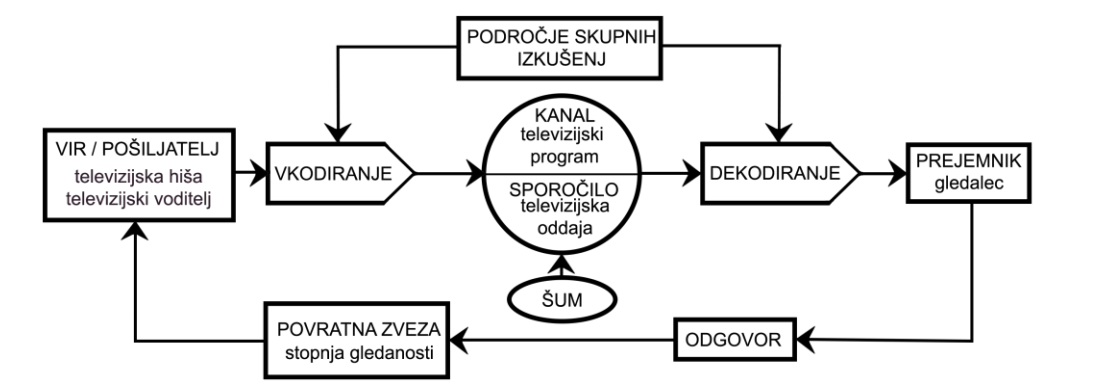 PODROČJE SKUPNIH
IZKUŠENJ
VIR / POŠILJATELJ
televizijska hiša
televizijski voditelj
VKODIRANJE
KANAL
televizijski
program
SPOROČILO
televizijska
oddaja
DEKODIRANJE
PREJEMNIK
gledalec
ŠUM
POVRATNA ZVEZA
stopnja gledanosti
ODGOVOR